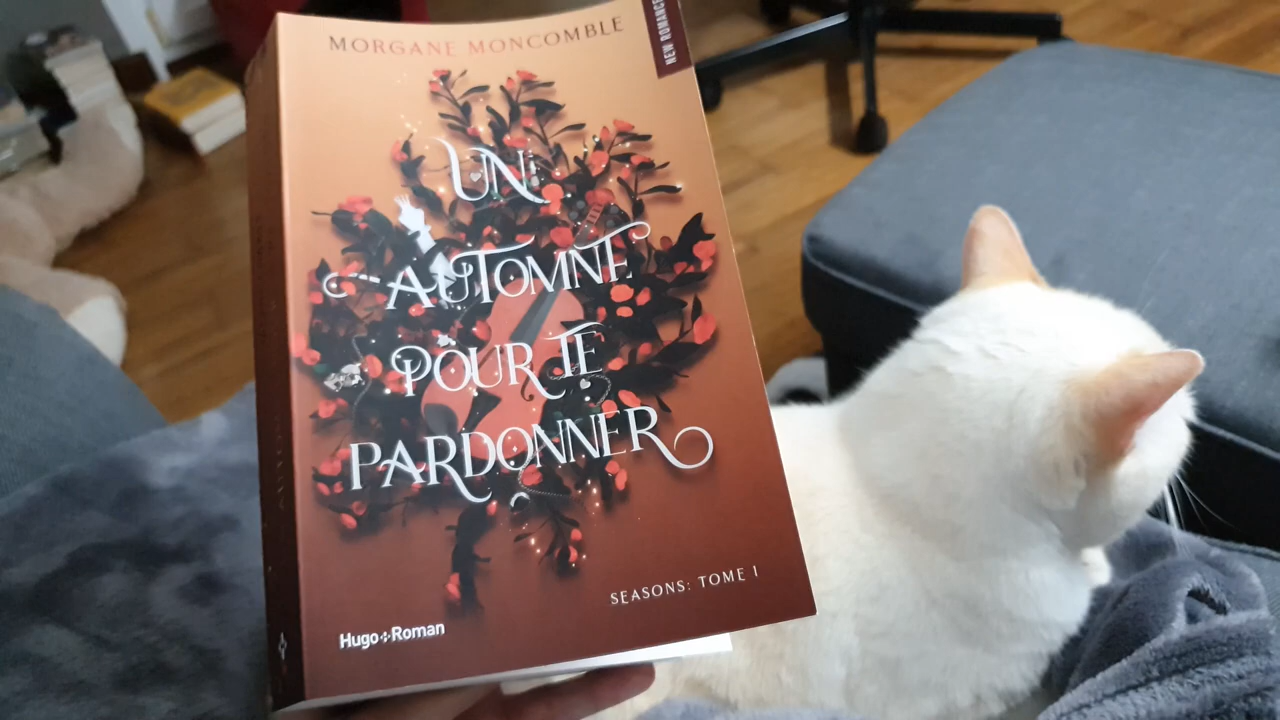 MORGANE MONCOMBLE
NEW ROMANCE
UN
AUTOMNE
POUR TE
PARDONNER
SEASONS: TOME 1
Hugo Roman